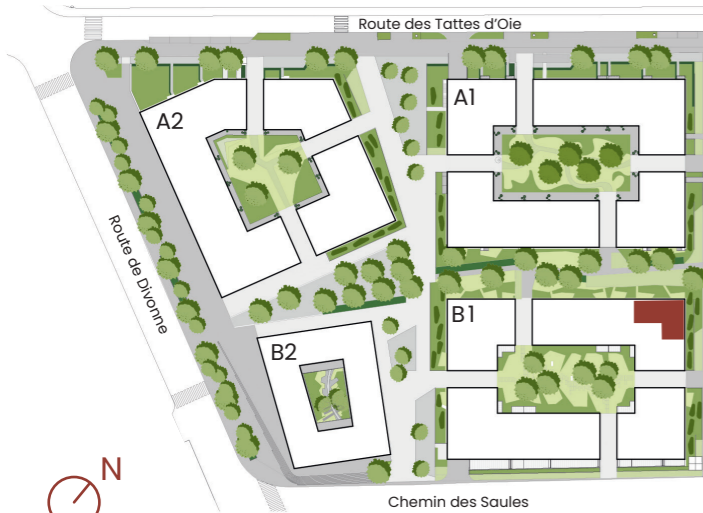 Route des Tattes d'Oie
A2
A1
Route de Divonne
B2
B1
N
Chemin des Saules